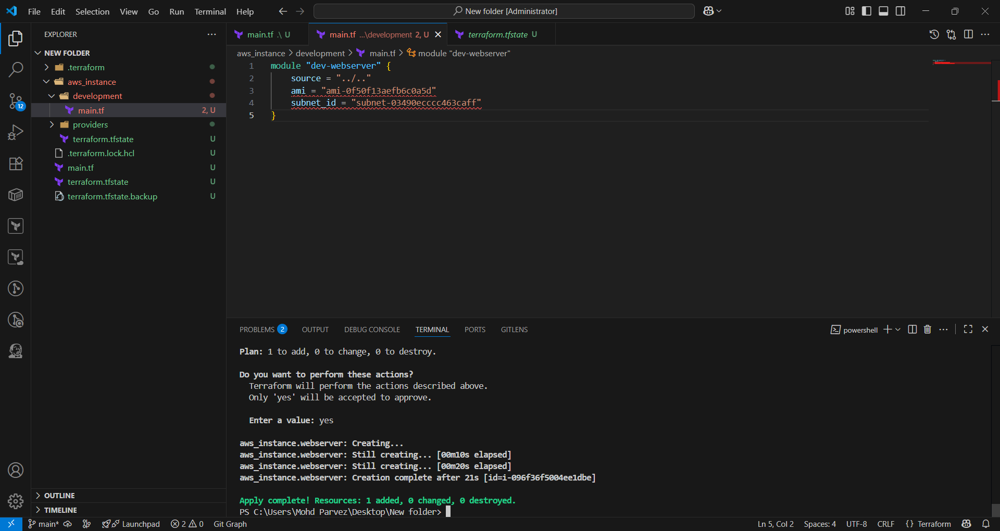 File Edit Selection View Go Run Terminal Help
New folder [Administrator]
EXPLORER
NEW FOLDER
.terraform
aws_instance
development
main.tf 2, U
providers
terraform.tfstate U
.terraform.lock.hcl U
main.tf U
terraform.tfstate U
terraform.tfstate.backup U
OUTLINE
TIMELINE
12
main.tf .\ U
main.tf ...\development 2, U
terraform.tfstate U
aws_instance > development > main.tf > module "dev-webserver"
1 module "dev-webserver" {
2 source = "../.."
3 ami = "ami-0f50f13aefb6c0a5d"
4 subnet_id = "subnet-03490ecccc463caff"
5 }
PROBLEMS 2 OUTPUT DEBUG CONSOLE TERMINAL PORTS GITLENS
powershell
Plan: 1 to add, 0 to change, 0 to destroy.
Do you want to perform these actions?
Terraform will perform the actions described above.
Only 'yes' will be accepted to approve.
Enter a value: yes
aws_instance.webserver: Creating...
aws_instance.webserver: Still creating... [00m10s elapsed]
aws_instance.webserver: Still creating... [00m20s elapsed]
aws_instance.webserver: Creation complete after 21s [id=i-096f36f5004ee1dbe]
Apply complete! Resources: 1 added, 0 changed, 0 destroyed.
PS C:\Users\Mohd Parvez\Desktop\New folder>
main* Launchpad 2 0 Git Graph
Ln 5, Col 2 Spaces: 4 UTF-8 CRLF {} Terraform